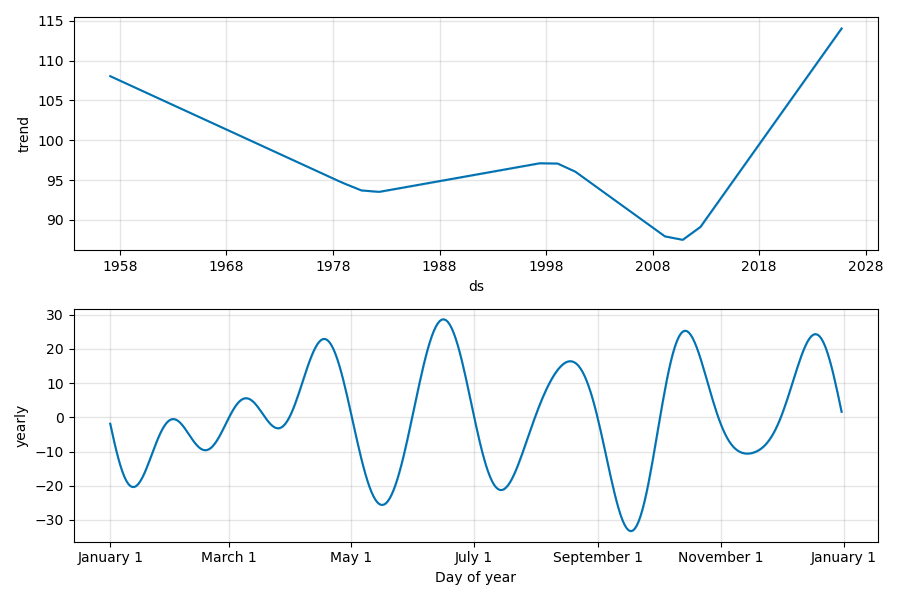 115
110
105
100
95
90
trend
1958 1968 1978 1988 1998 2008 2018 2028
ds
30
20
10
0
−10
−20
−30
yearly
January 1 March 1 May 1 July 1 September 1 November 1 January 1
Day of year